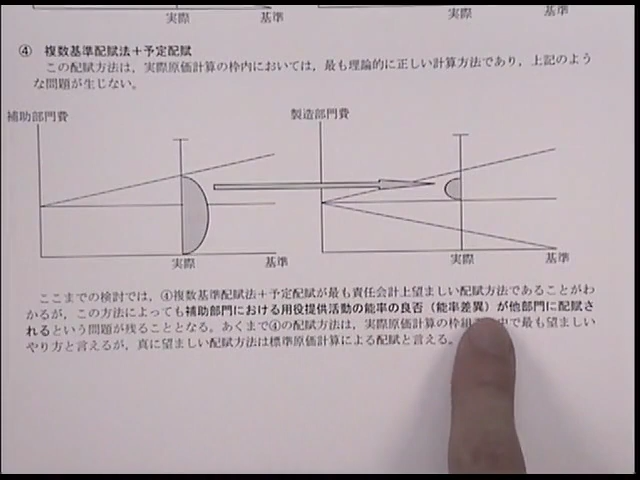 実際　基準　実際　基準
④　複数基準配賦法＋予定配賦
この配賦方法は，実際原価計算の枠内においては，最も理論的に正しい計算方法であり，上記のよう
な問題が生じない。
補助部門費　製造部門費
実際　基準　実際　基準
ここまでの検討では，④複数基準配賦法＋予定配賦が最も責任会計上望ましい配賦方法であることがわ
かるが，この方法によっても補助部門における用役提供活動の能率の良否（能率差異）が他部門に配賦さ
れるという問題が残ることとなる。あくまで④の配賦方法は，実際原価計算の枠組 中で最も望ましい
やり方と言えるが，真に望ましい配賦方法は標準原価計算による配賦と言える。